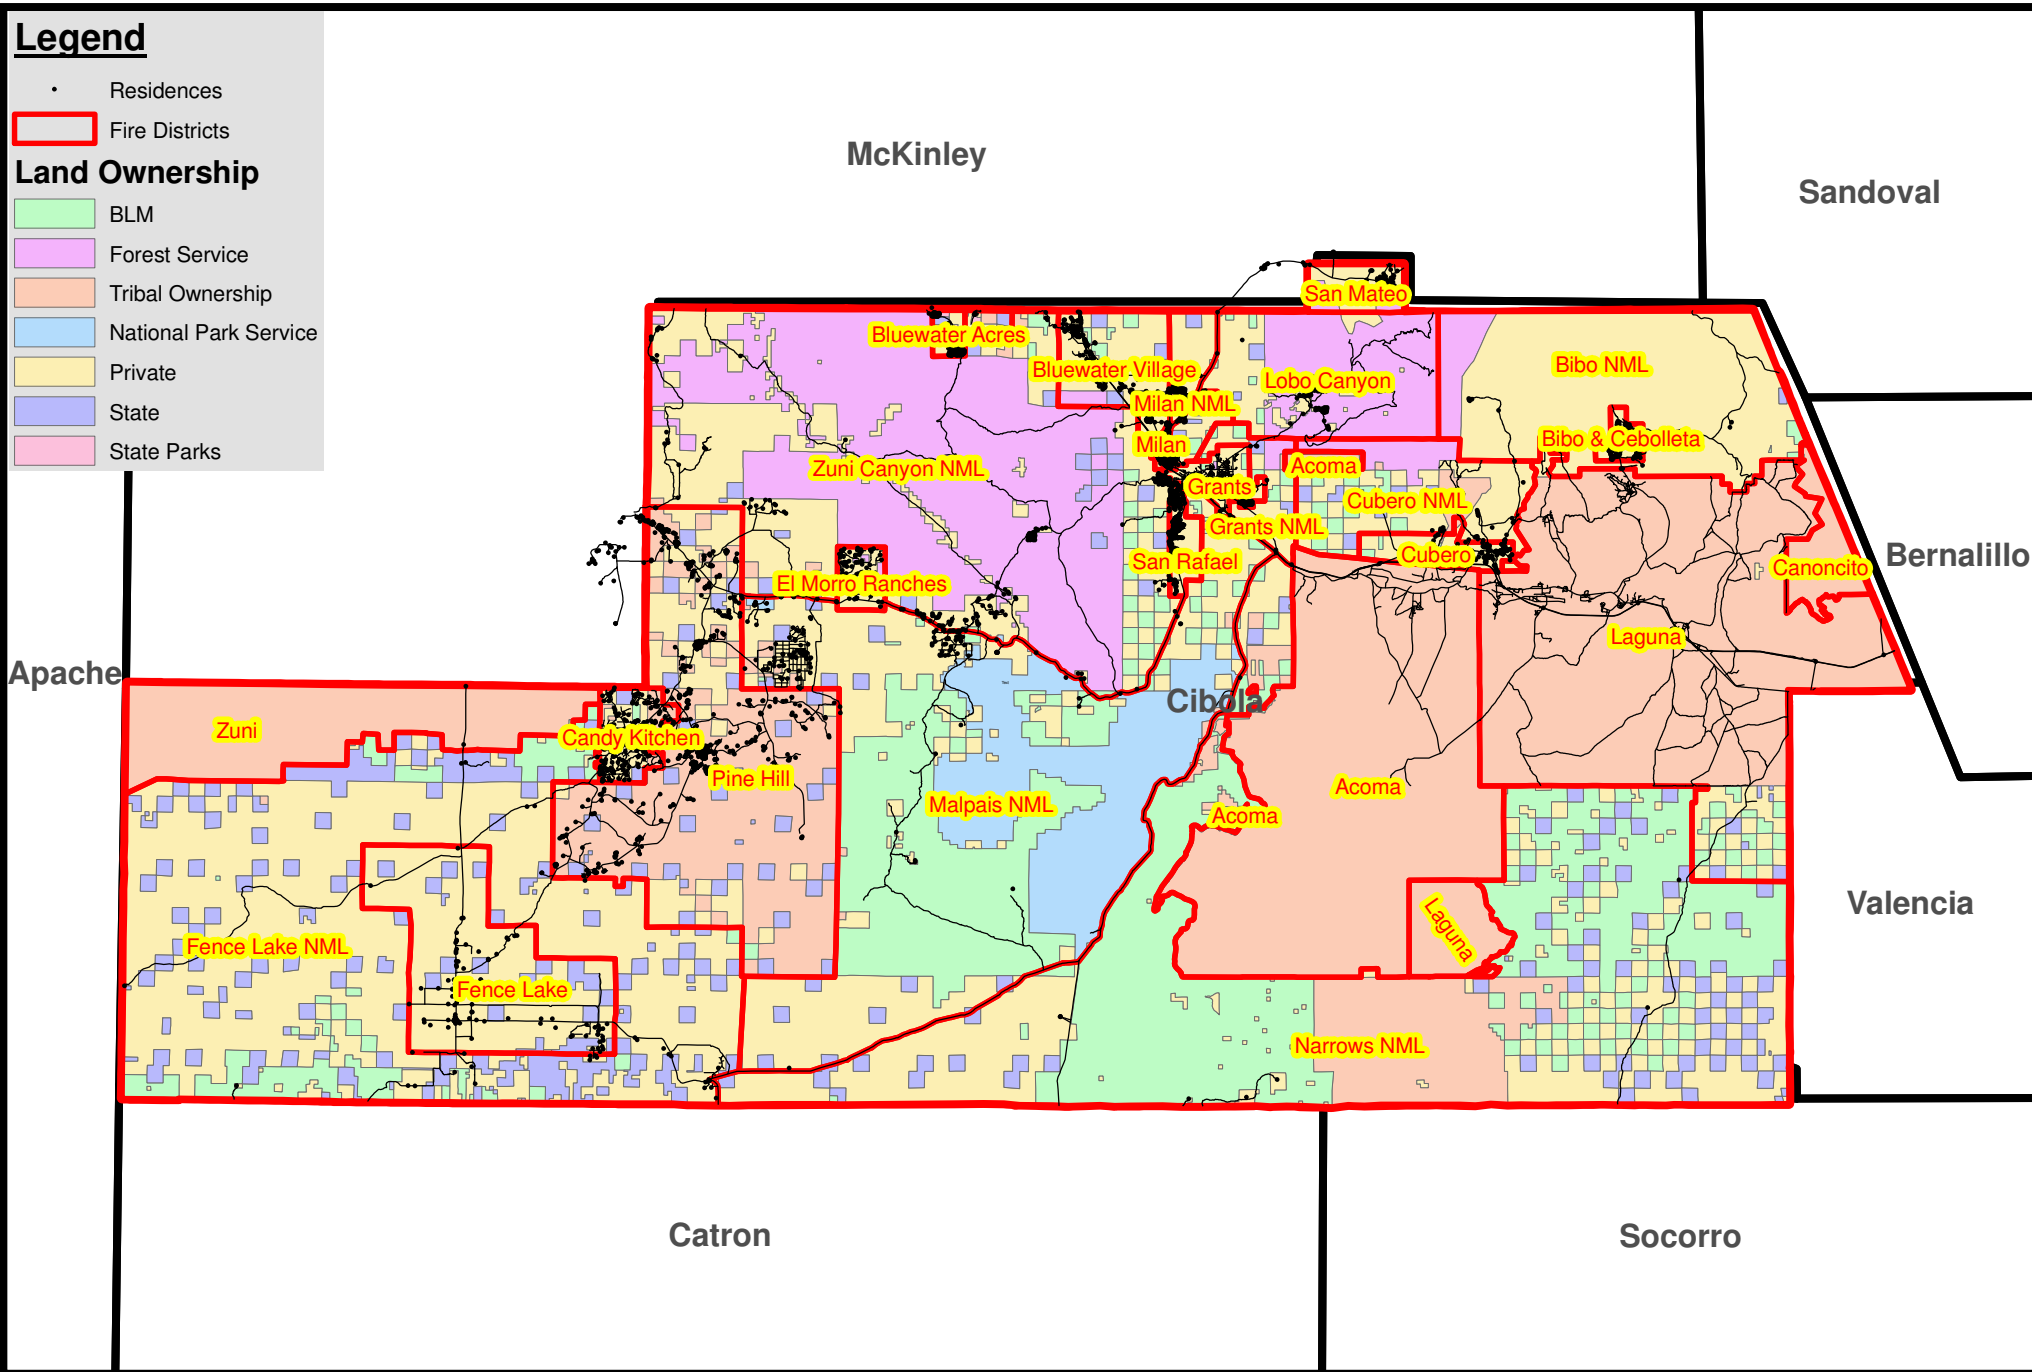 Legend
Residences
Fire Districts
Land Ownership
BLM
Forest Service
Tribal Ownership
National Park Service
Private
State
State Parks
McKinley
Sandoval
San Mateo
Bluewater Acres
Bluewater Village
Bibo NML
Lobo Canyon
Milan NML
Milan
Bibo & Cebolleta
Zuni Canyon NML
Acoma
Grants
Cubero NML
Grants NML
Cubero
Bernalillo
San Rafael
Canoncito
El Morro Ranches
Laguna
Apache
Cibola
Zuni
Candy Kitchen
Pine Hill
Acoma
Malpais NML
Acoma
Valencia
Laguna
Fence Lake NML
Fence Lake
Narrows NML
Catron
Socorro